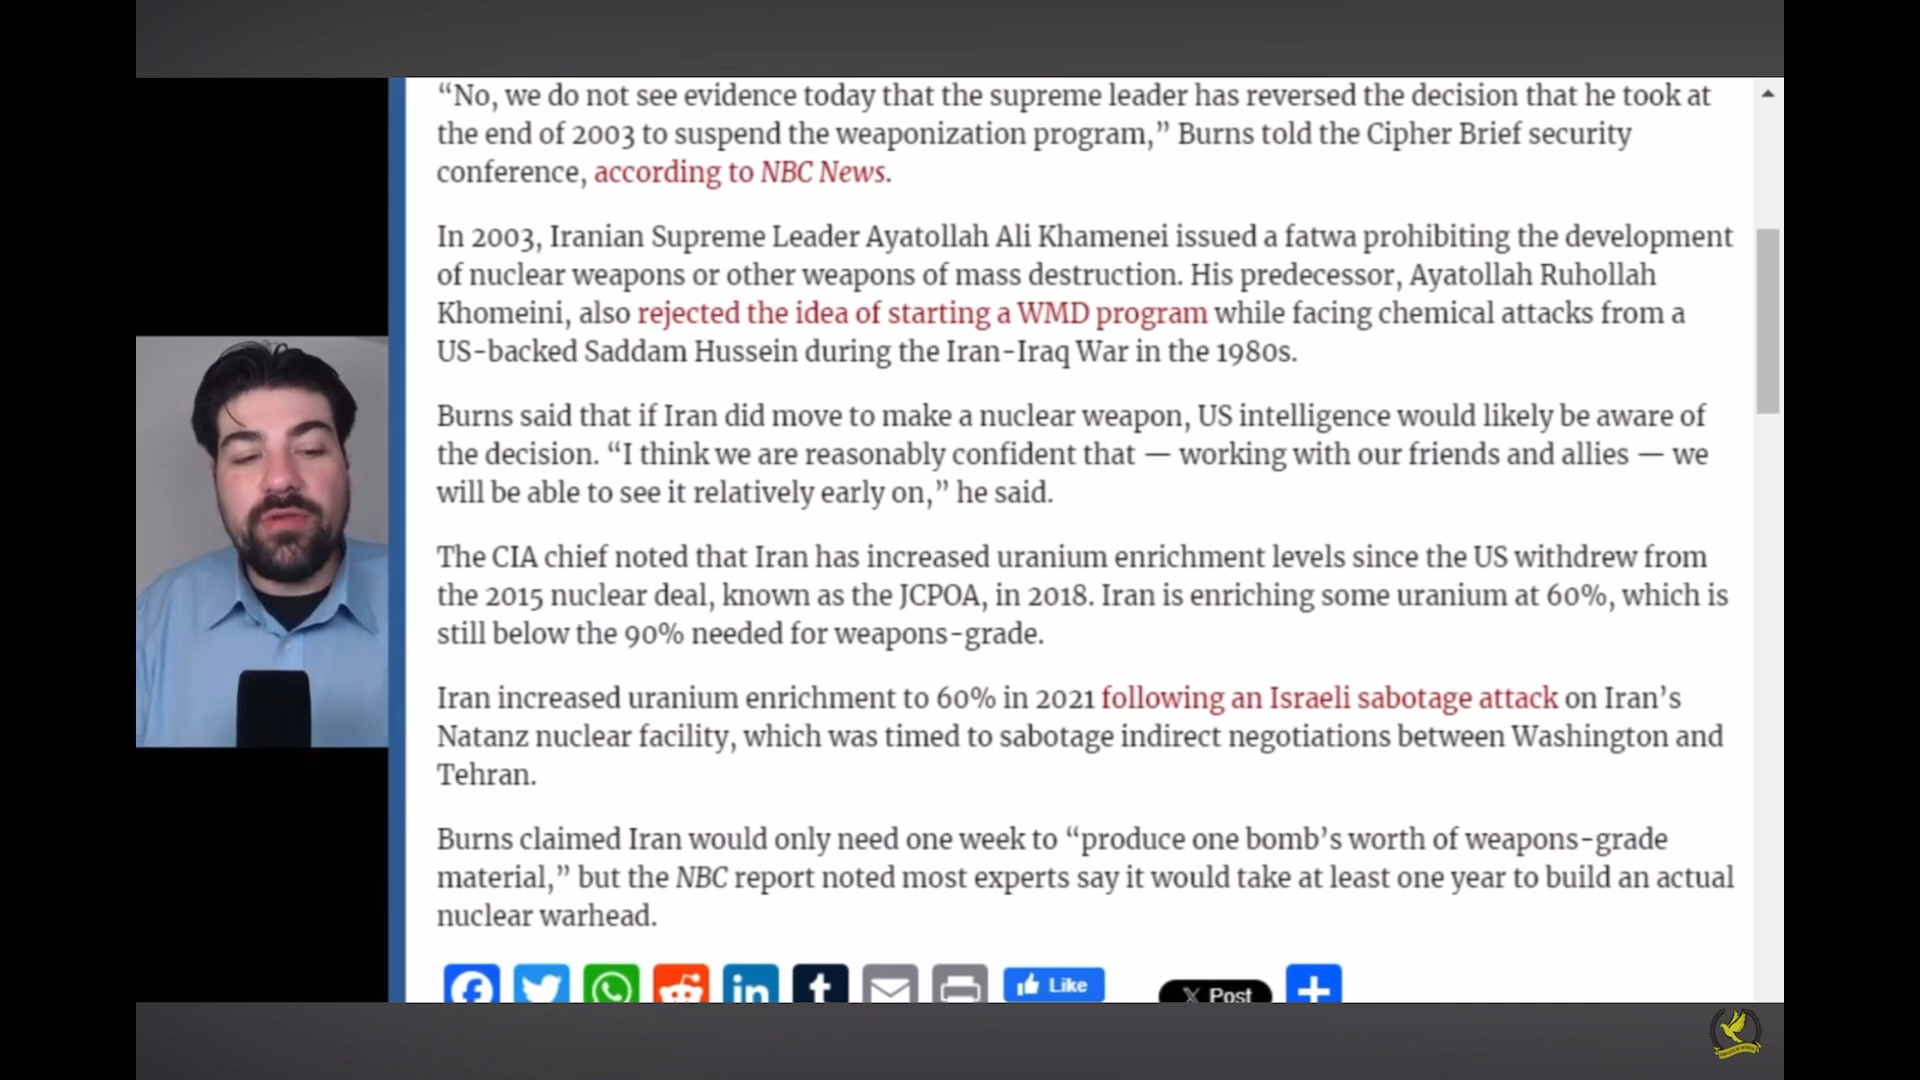 “No, we do not see evidence today that the supreme leader has reversed the decision that he took at
the end of 2003 to suspend the weaponization program,” Burns told the Cipher Brief security
conference, according to NBC News.
In 2003, Iranian Supreme Leader Ayatollah Ali Khamenei issued a fatwa prohibiting the development
of nuclear weapons or other weapons of mass destruction. His predecessor, Ayatollah Ruhollah
Khomeini, also rejected the idea of starting a WMD program while facing chemical attacks from a
US-backed Saddam Hussein during the Iran-Iraq War in the 1980s.
Burns said that if Iran did move to make a nuclear weapon, US intelligence would likely be aware of
the decision. “I think we are reasonably confident that — working with our friends and allies — we
will be able to see it relatively early on,” he said.
The CIA chief noted that Iran has increased uranium enrichment levels since the US withdrew from
the 2015 nuclear deal, known as the JCPOA, in 2018. Iran is enriching some uranium at 60%, which is
still below the 90% needed for weapons-grade.
Iran increased uranium enrichment to 60% in 2021 following an Israeli sabotage attack on Iran’s
Natanz nuclear facility, which was timed to sabotage indirect negotiations between Washington and
Tehran.
Burns claimed Iran would only need one week to “produce one bomb’s worth of weapons-grade
material,” but the NBC report noted most experts say it would take at least one year to build an actual
nuclear warhead.
Like
X Post